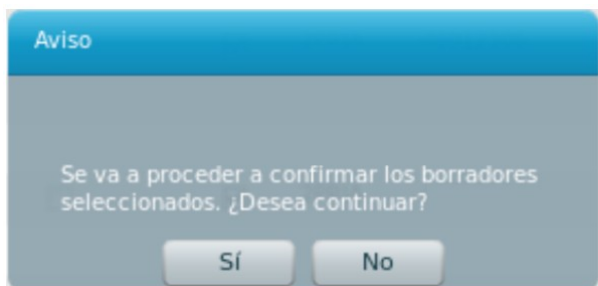 Aviso
Se va a proceder a confirmar los borradores
seleccionados. ¿Desea continuar?
Sí
No